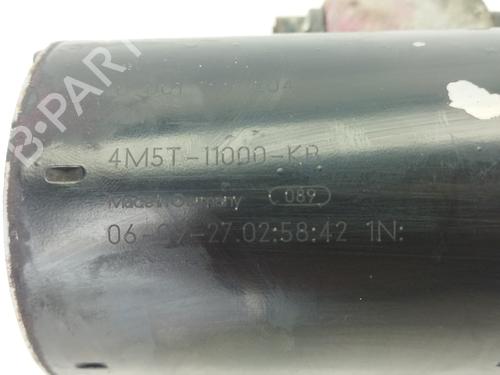 4M5T-11000-KB
Made in Germany 089
06-09-27.02:58:42 1N:
B-PARTS